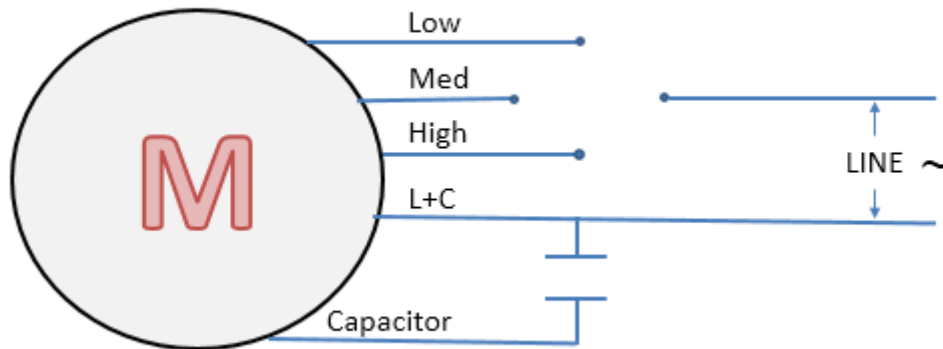 Low
Med
High
M
LINE ~
L+C
Capacitor